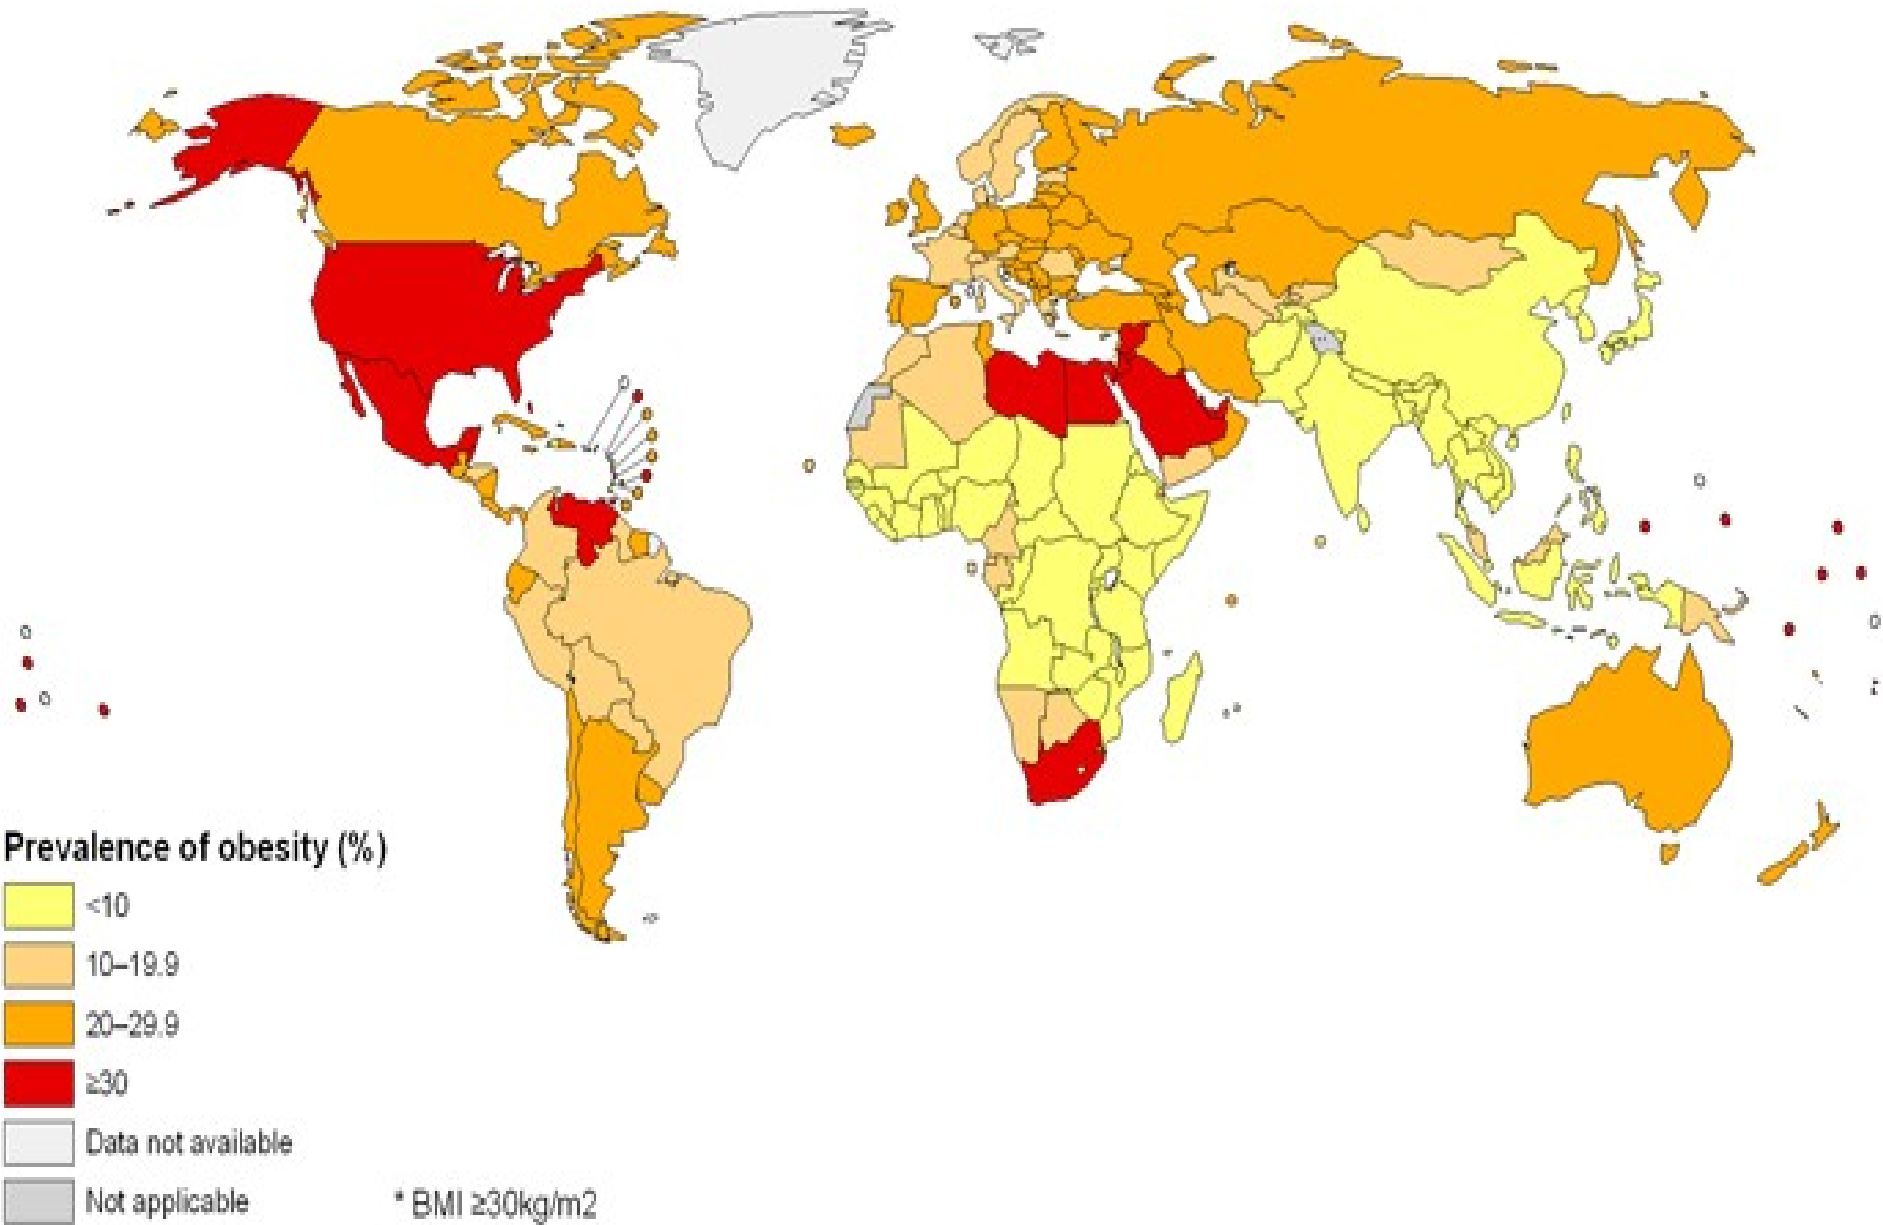 Prevalence of obesity (%)
<10
10–19.9
20–29.9
≥30
Data not available
Not applicable
* BMI ≥30kg/m2